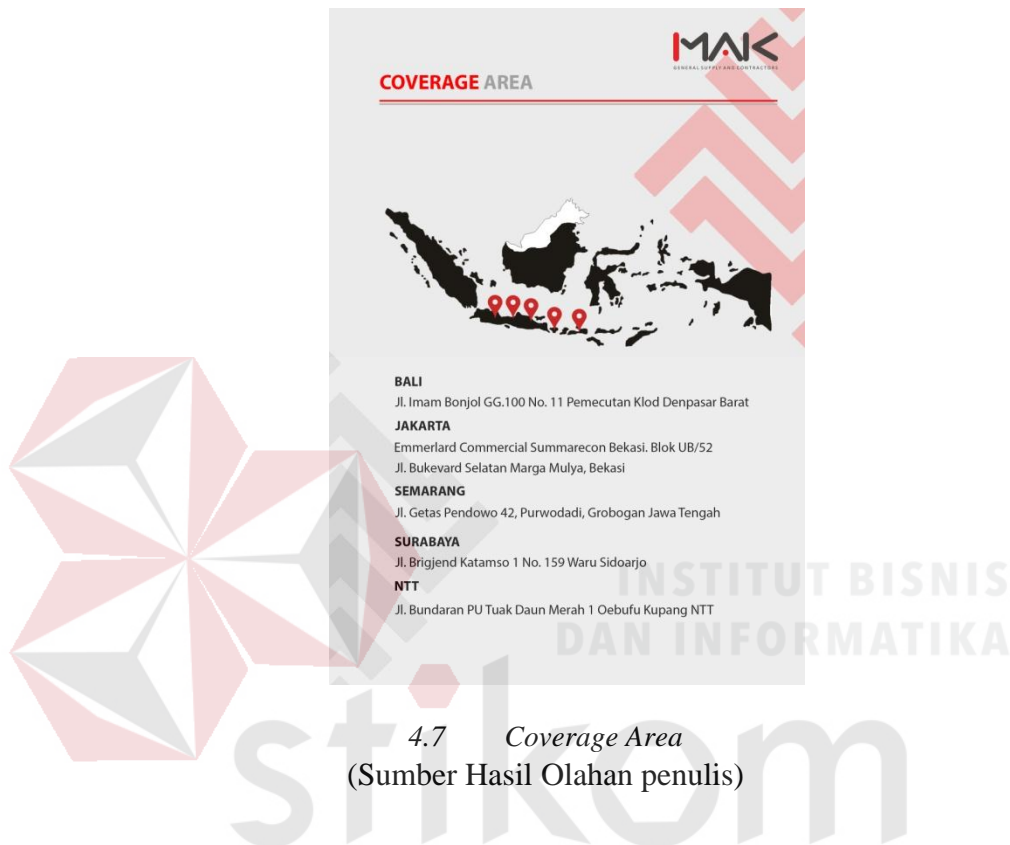 MAK
GENERAL SUPPLY AND CONTRACTORS
COVERAGE AREA
BALI
Jl. Imam Bonjol GG.100 No. 11 Pemecutan Klod Denpasar Barat
JAKARTA
Emmerlard Commercial Summarecon Bekasi. Blok UB/52
Jl. Bukevard Selatan Marga Mulya, Bekasi
SEMARANG
Jl. Getas Pendowo 42, Purwodadi, Grobogan Jawa Tengah
SURABAYA
Jl. Brigjend Katamso 1 No. 159 Waru Sidoarjo
NTT
Jl. Bundaran PU Tuak Daun Merah 1 Oebufu Kupang NTT
INSTITUT BISNIS
DAN INFORMATIKA
stikom
4.7 Coverage Area
(Sumber Hasil Olahan penulis)